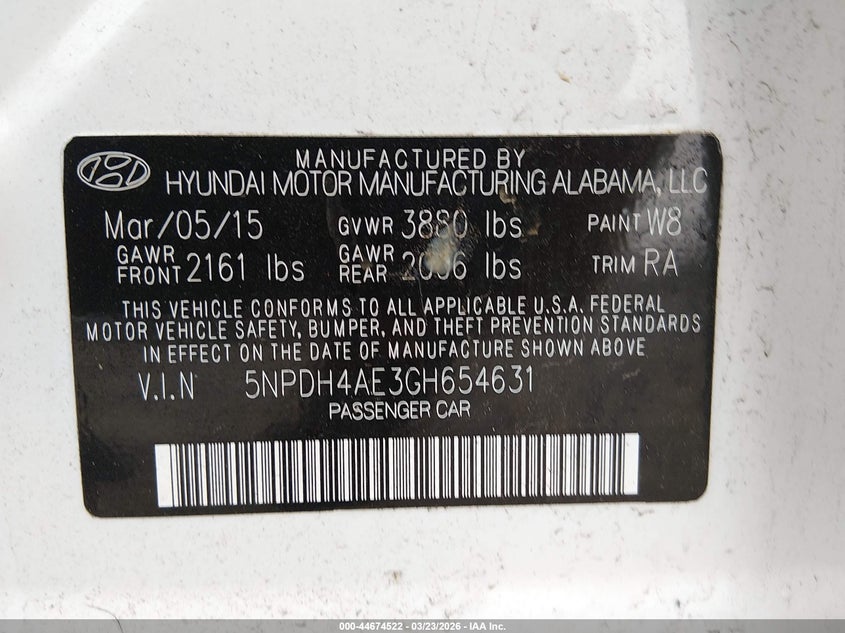 MANUFACTURED BY
HYUNDAI MOTOR MANUFACTURING ALABAMA, LLC
Mar/05/15 GVWR 3880 lbs PAINT W8
GAWR FRONT 2161 lbs GAWR REAR lbs TRIM RA
THIS VEHICLE CONFORMS TO ALL APPLICABLE U.S.A. FEDERAL
MOTOR VEHICLE SAFETY, BUMPER, AND THEFT PREVENTION STANDARDS
IN EFFECT ON THE DATE OF MANUFACTURE SHOWN ABOVE
V.I.N 5NPDH4AE3GH654631
PASSENGER CAR
000-44674522 | 03/23/2026 - IAA Inc.